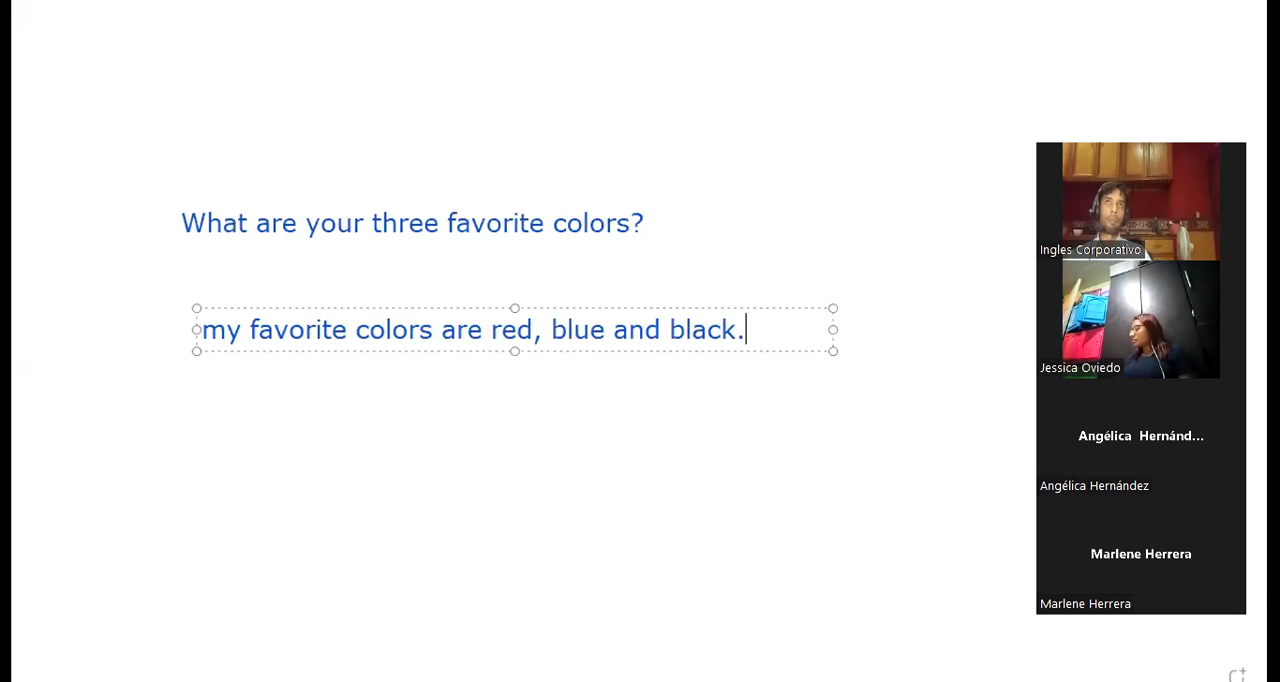 What are your three favorite colors?
my favorite colors are red, blue and black.
Ingles Corporativo
Jessica Oviedo
Angélica Hernánd...
Angélica Hernández
Marlene Herrera
Marlene Herrera